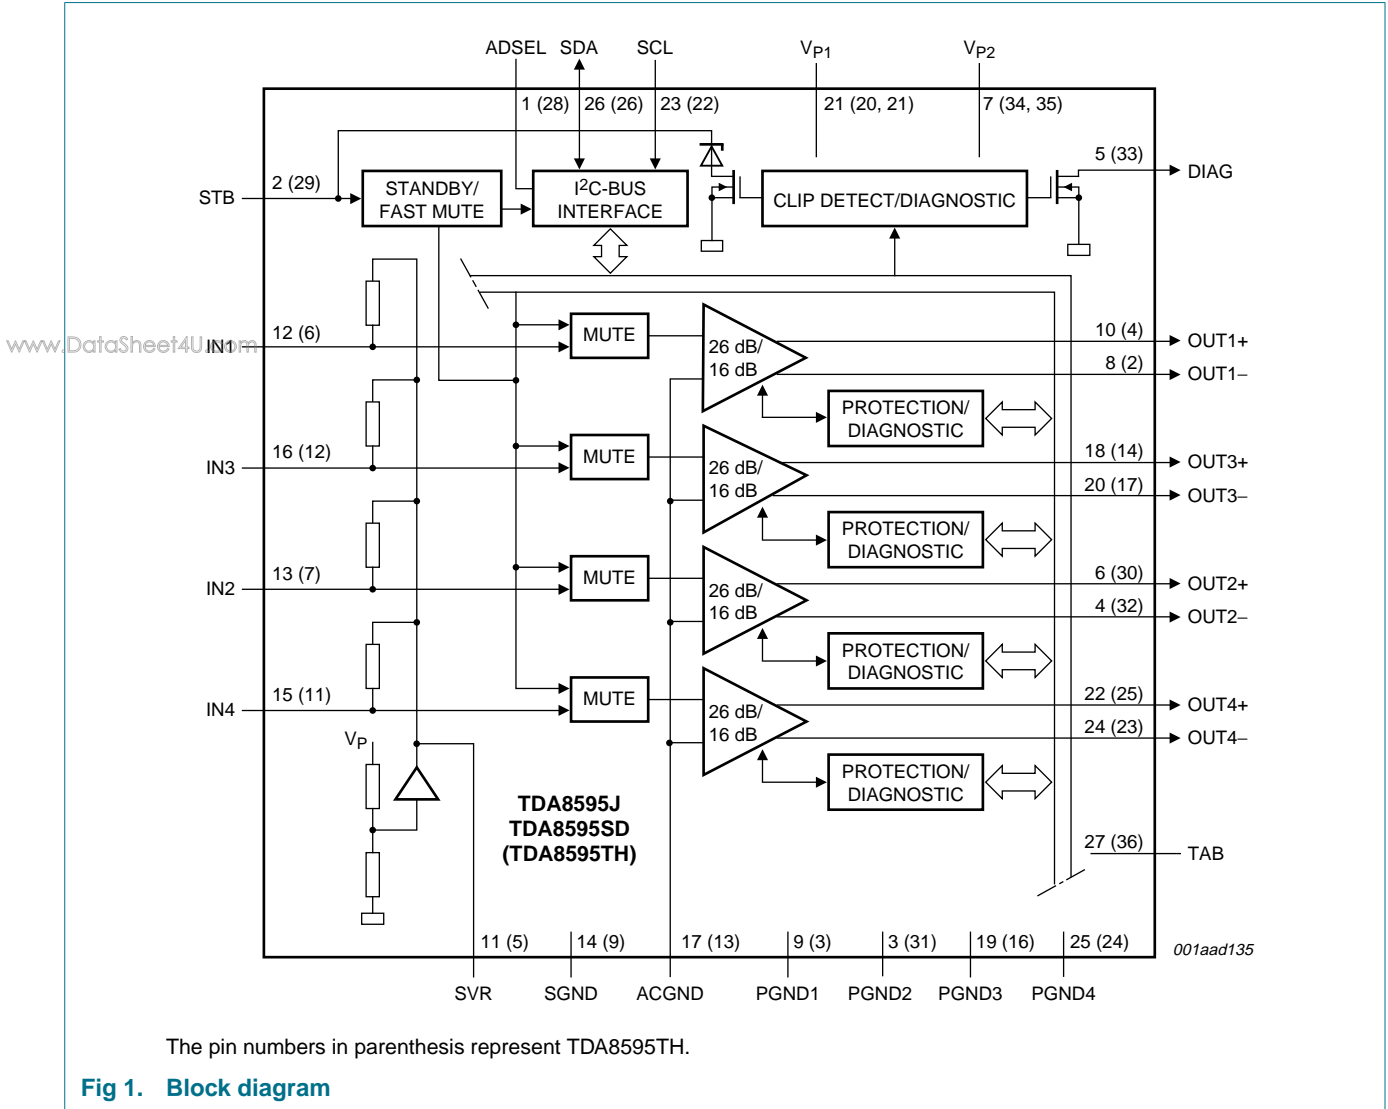 ADSEL SDA SCL VP1 VP2
1 (28) 26 (26) 23 (22) 21 (20, 21) 7 (34, 35)
5 (33) DIAG
STB 2 (29)
STANDBY/
FAST MUTE
I2C-BUS
INTERFACE
CLIP DETECT/DIAGNOSTIC
www.DataSheet4U.com
IN1 12 (6) MUTE
26 dB/
16 dB
10 (4) OUT1+
8 (2) OUT1−
PROTECTION/
DIAGNOSTIC
IN3 16 (12) MUTE
26 dB/
16 dB
18 (14) OUT3+
20 (17) OUT3−
PROTECTION/
DIAGNOSTIC
IN2 13 (7) MUTE
26 dB/
16 dB
6 (30) OUT2+
4 (32) OUT2−
PROTECTION/
DIAGNOSTIC
IN4 15 (11) MUTE
26 dB/
16 dB
22 (25) OUT4+
24 (23) OUT4−
PROTECTION/
DIAGNOSTIC
VP
TDA8595J
TDA8595SD
(TDA8595TH)
27 (36) TAB
11 (5) 14 (9) 17 (13) 9 (3) 3 (31) 19 (16) 25 (24)
001aad135
SVR SGND ACGND PGND1 PGND2 PGND3 PGND4
The pin numbers in parenthesis represent TDA8595TH.
Fig 1. Block diagram